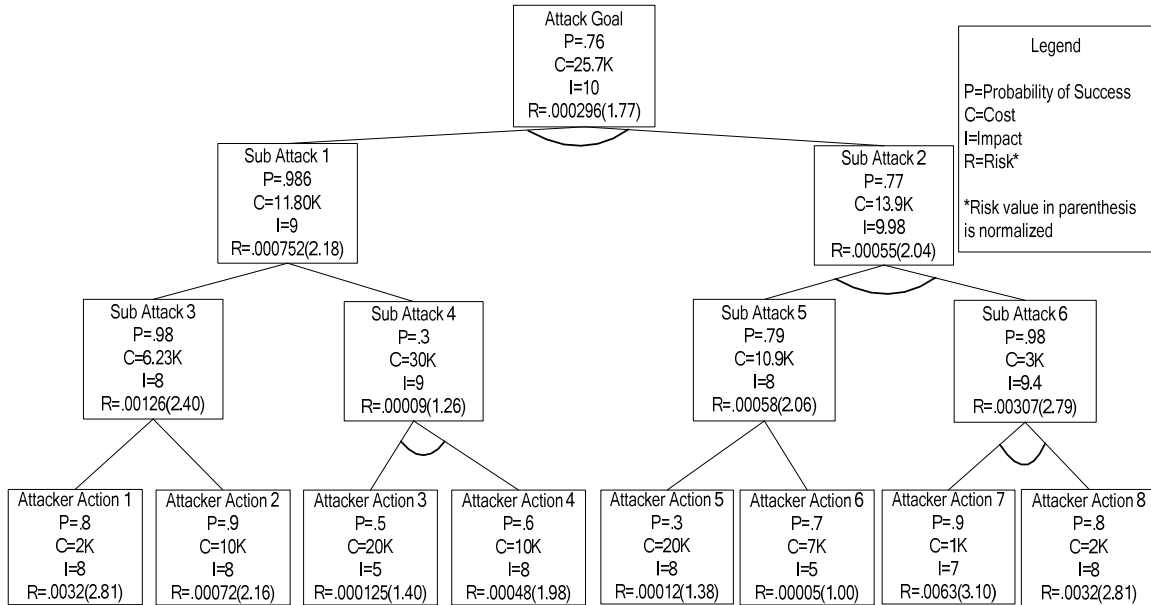 Attack Goal
P=.76
C=25.7K
I=10
R=.000296(1.77)
Legend
P=Probability of Success
C=Cost
I=Impact
R=Risk*
*Risk value in parenthesis
is normalized
Sub Attack 1
P=.986
C=11.80K
I=9
R=.000752(2.18)
Sub Attack 2
P=.77
C=13.9K
I=9.98
R=.00055(2.04)
Sub Attack 3
P=.98
C=6.23K
I=8
R=.00126(2.40)
Sub Attack 4
P=.3
C=30K
I=9
R=.00009(1.26)
Sub Attack 5
P=.79
C=10.9K
I=8
R=.00058(2.06)
Sub Attack 6
P=.98
C=3K
I=9.4
R=.00307(2.79)
Attacker Action 1
P=.8
C=2K
I=8
R=.0032(2.81)
Attacker Action 2
P=.9
C=10K
I=8
R=.00072(2.16)
Attacker Action 3
P=.5
C=20K
I=5
R=.000125(1.40)
Attacker Action 4
P=.6
C=10K
I=8
R=.00048(1.98)
Attacker Action 5
P=.3
C=20K
I=8
R=.00012(1.38)
Attacker Action 6
P=.7
C=7K
I=5
R=.00005(1.00)
Attacker Action 7
P=.9
C=1K
I=7
R=.0063(3.10)
Attacker Action 8
P=.8
C=2K
I=8
R=.0032(2.81)